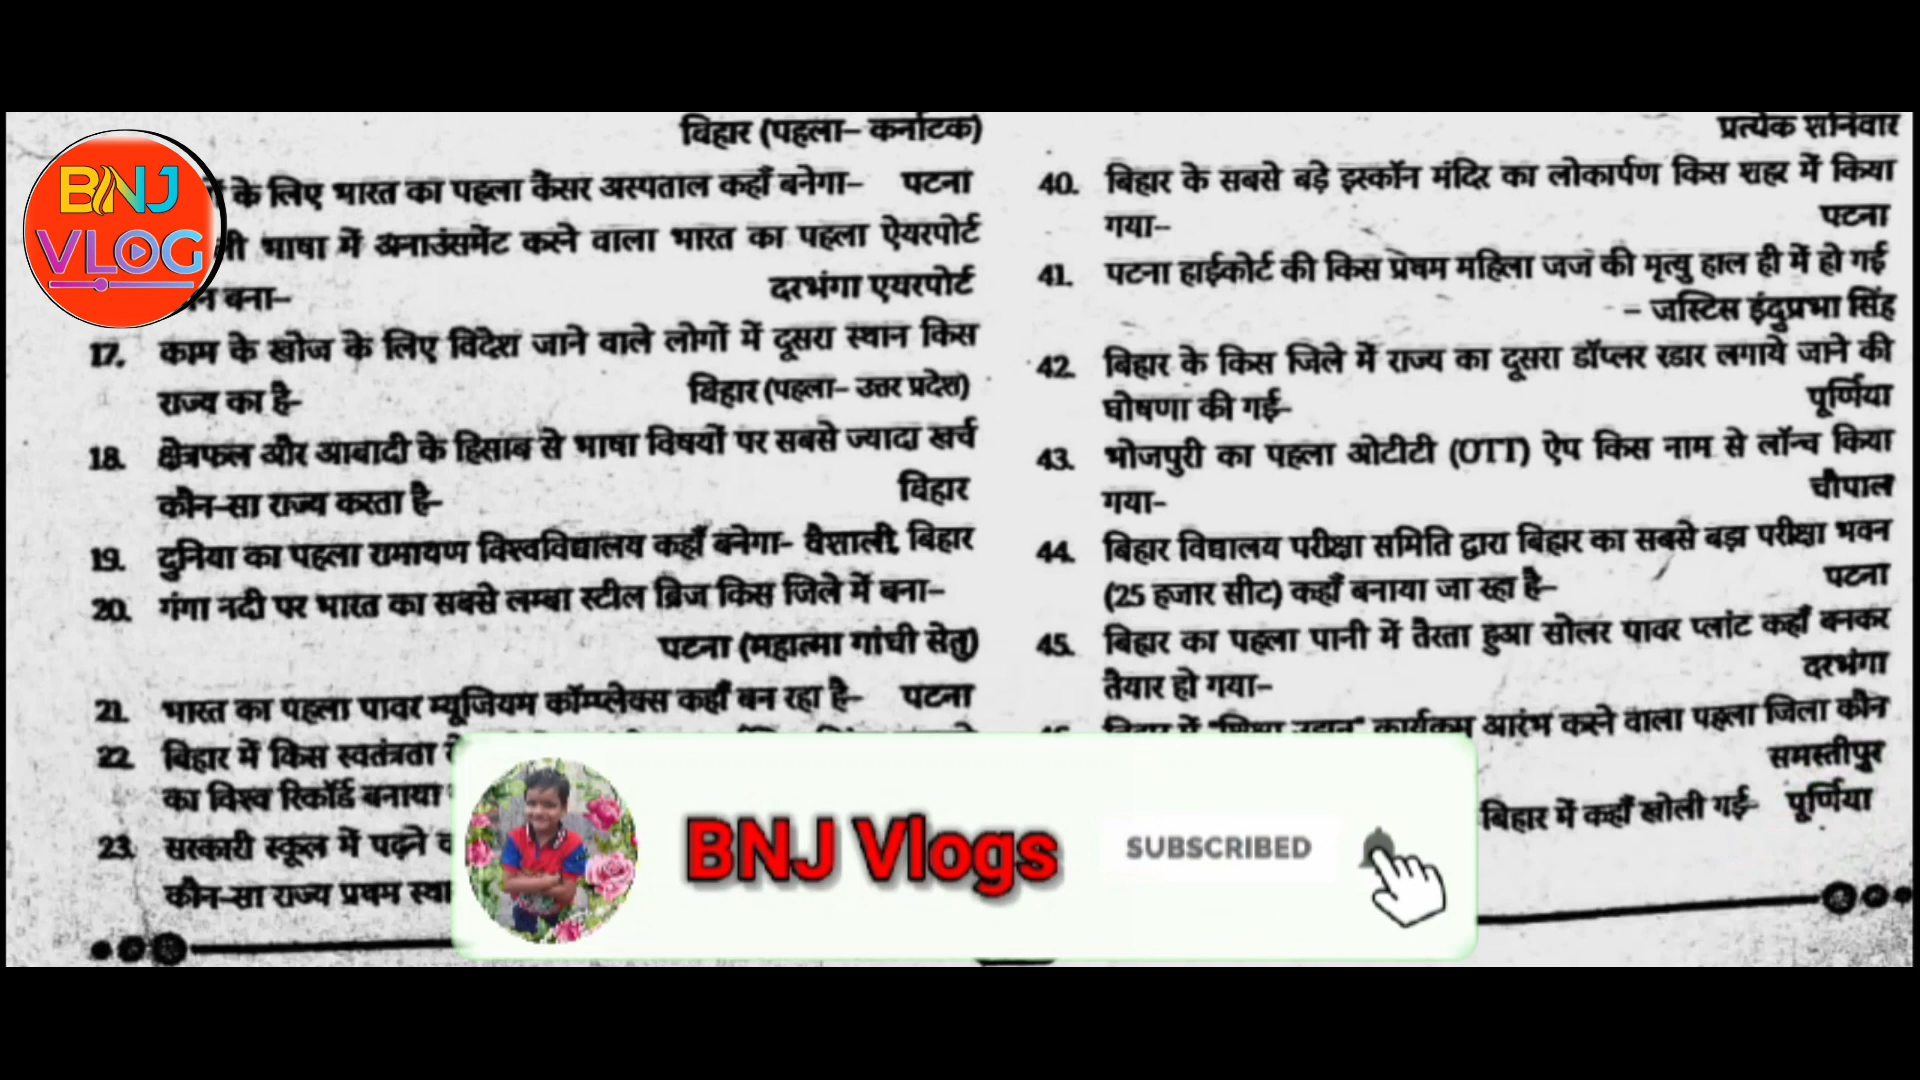 बिहार (पहला– कर्नाटक)
के लिए भारत का पहला कैंसर अस्पताल कहाँ बनेगा– पटना
भाषा में अनाउंसमेंट करने वाला भारत का पहला ऐयरपोर्ट
बना– दरभंगा एयरपोर्ट
17. काम के खोज के लिए विदेश जाने वाले लोगों में दूसरा स्थान किस
राज्य का है– बिहार (पहला– उत्तर प्रदेश)
18. क्षेत्रफल और आबादी के हिसाब से भाषा विषयों पर सबसे ज्यादा खर्च
कौन-सा राज्य करता है– बिहार
19. दुनिया का पहला रामायण विश्वविद्यालय कहाँ बनेगा– वैशाली, बिहार
20. गंगा नदी पर भारत का सबसे लम्बा स्टील ब्रिज किस जिले में बना–
पटना (महात्मा गांधी सेतु)
21. भारत का पहला पावर म्यूजियम कॉम्प्लेक्स कहाँ बन रहा है– पटना
22. बिहार में किस स्वतंत्रता
का विश्व रिकॉर्ड बनाया
23. सरकारी स्कूल में पढ़ने
कौन-सा राज्य प्रथम
प्रत्येक शनिवार
40. बिहार के सबसे बड़े इस्कॉन मंदिर का लोकार्पण किस शहर में किया
गया– पटना
41. पटना हाईकोर्ट की किस प्रथम महिला जज की मृत्यु हाल ही में हो गई
– जस्टिस इंदुप्रभा सिंह
42. बिहार के किस जिले में राज्य का दूसरा डॉप्लर रडार लगाये जाने की
घोषणा की गई– पूर्णिया
43. भोजपुरी का पहला ओटीटी (OTT) ऐप किस नाम से लॉन्च किया
गया– चौपाल
44. बिहार विद्यालय परीक्षा समिति द्वारा बिहार का सबसे बड़ा परीक्षा भवन
(25 हजार सीट) कहाँ बनाया जा रहा है– पटना
45. बिहार का पहला पानी में तैरता हुआ सोलर पावर प्लांट कहाँ बनकर
तैयार हो गया– दरभंगा
बिहार में कार्यक्रम आरंभ करने वाला पहला जिला कौन
समस्तीपुर
बिहार में कहाँ खोली गई– पूर्णिया
BNJ
VLOG
BNJ Vlogs
SUBSCRIBED